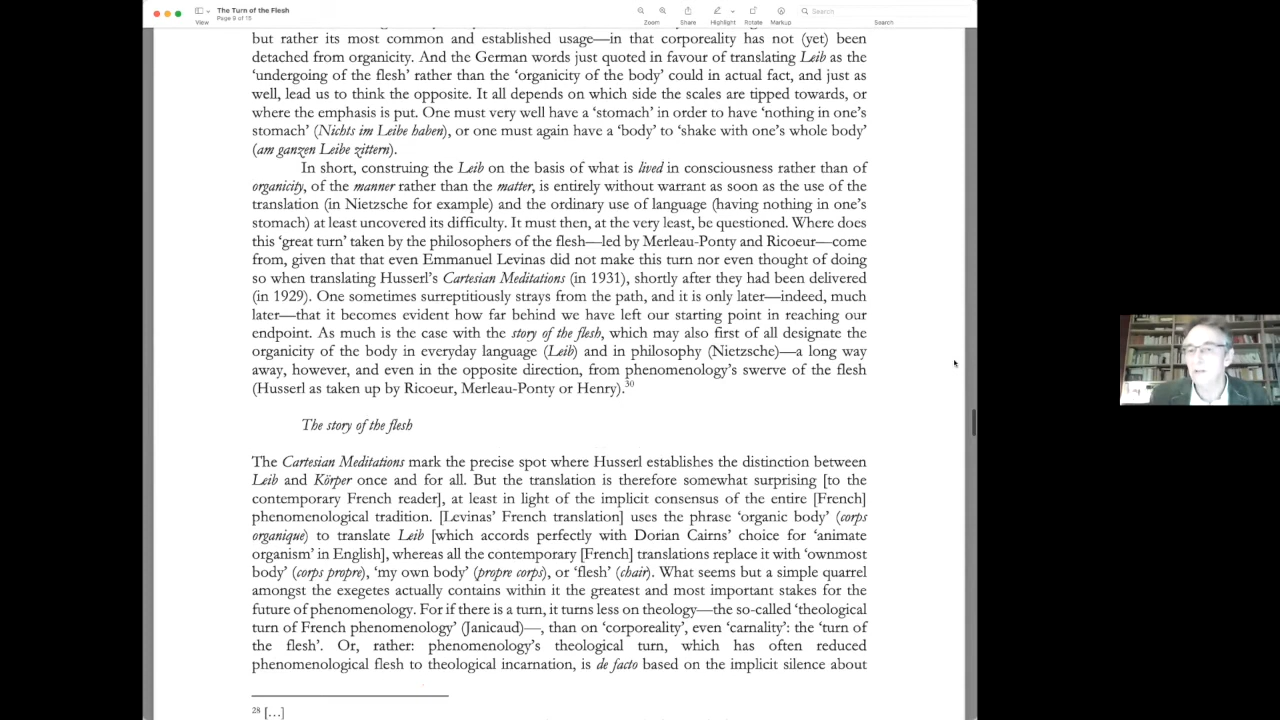 The Turn of the Flesh
Page 9 of 15
View
Zoom
Share
Highlight
Rotate
Markup
Search
Search
but rather its most common and established usage—in that corporeality has not (yet) been
detached from organicity. And the German words just quoted in favour of translating Leib as the
‘undergoing of the flesh’ rather than the ‘organicity of the body’ could in actual fact, and just as
well, lead us to think the opposite. It all depends on which side the scales are tipped towards, or
where the emphasis is put. One must very well have a ‘stomach’ in order to have ‘nothing in one’s
stomach’ (Nichts im Leibe haben), or one must again have a ‘body’ to ‘shake with one’s whole body’
(am ganzen Leibe zittern).
In short, construing the Leib on the basis of what is lived in consciousness rather than of
organicity, of the manner rather than the matter, is entirely without warrant as soon as the use of the
translation (in Nietzsche for example) and the ordinary use of language (having nothing in one’s
stomach) at least uncovered its difficulty. It must then, at the very least, be questioned. Where does
this ‘great turn’ taken by the philosophers of the flesh—led by Merleau-Ponty and Ricoeur—come
from, given that that even Emmanuel Levinas did not make this turn nor even thought of doing
so when translating Husserl’s Cartesian Meditations (in 1931), shortly after they had been delivered
(in 1929). One sometimes surreptitiously strays from the path, and it is only later—indeed, much
later—that it becomes evident how far behind we have left our starting point in reaching our
endpoint. As much is the case with the story of the flesh, which may also first of all designate the
organicity of the body in everyday language (Leib) and in philosophy (Nietzsche)—a long way
away, however, and even in the opposite direction, from phenomenology’s swerve of the flesh
(Husserl as taken up by Ricoeur, Merleau-Ponty or Henry).30
The story of the flesh
The Cartesian Meditations mark the precise spot where Husserl establishes the distinction between
Leib and Körper once and for all. But the translation is therefore somewhat surprising [to the
contemporary French reader], at least in light of the implicit consensus of the entire [French]
phenomenological tradition. [Levinas’ French translation] uses the phrase ‘organic body’ (corps
organique) to translate Leib [which accords perfectly with Dorian Cairns’ choice for ‘animate
organism’ in English], whereas all the contemporary [French] translations replace it with ‘ownmost
body’ (corps propre), ‘my own body’ (propre corps), or ‘flesh’ (chair). What seems but a simple quarrel
amongst the exegetes actually contains within it the greatest and most important stakes for the
future of phenomenology. For if there is a turn, it turns less on theology—the so-called ‘theological
turn of French phenomenology’ (Janicaud)—, than on ‘corporeality’, even ‘carnality’: the ‘turn of
the flesh’. Or, rather: phenomenology’s theological turn, which has often reduced
phenomenological flesh to theological incarnation, is de facto based on the implicit silence about
28 […]